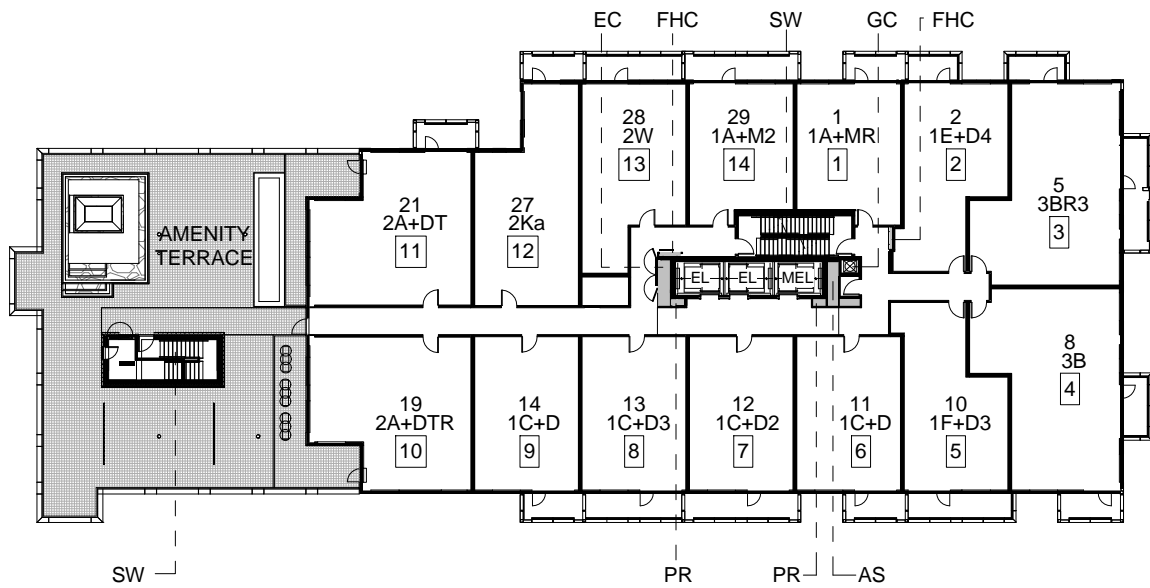 EC
FHC
SW
GC
FHC
28
2W
13
29
1A+M2
14
1
1A+MR
1
2
1E+D4
2
5
3BR3
3
21
2A+DT
11
27
2Ka
12
AMENITY
TERRACE
EL
EL
MEL
8
3B
4
19
2A+DTR
10
14
1C+D
9
13
1C+D3
8
12
1C+D2
7
11
1C+D
6
10
1F+D3
5
SW
PR
PR
AS